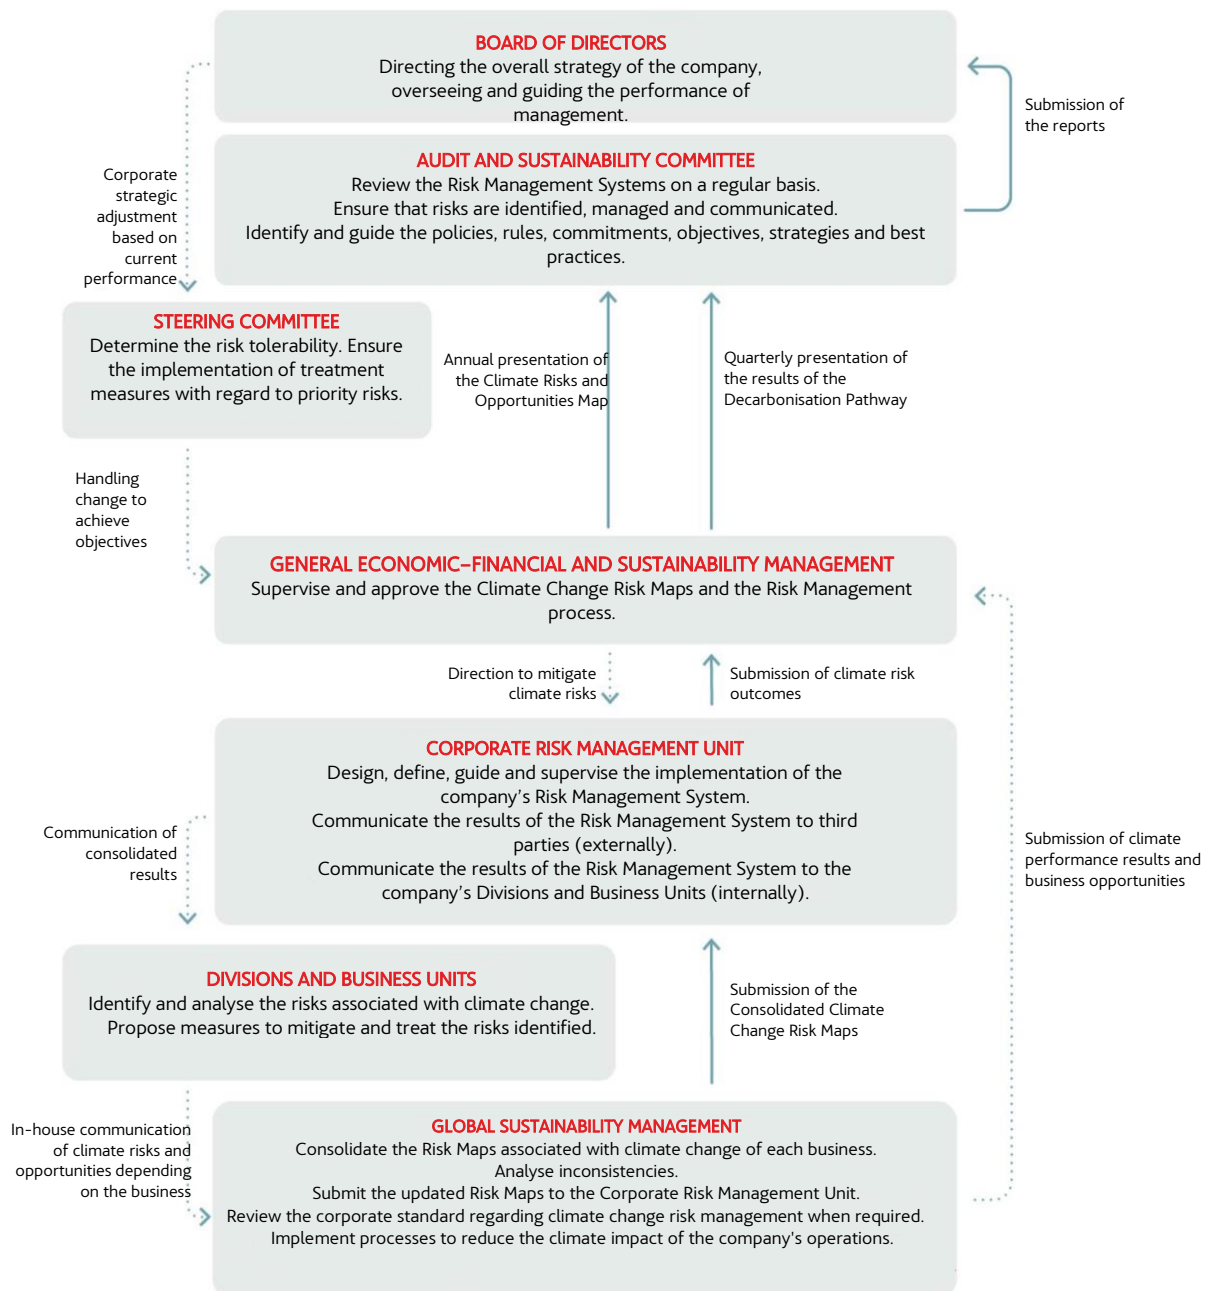 BOARD OF DIRECTORS
Directing the overall strategy of the company,
overseeing and guiding the performance of
management.
Submission of
the reports
AUDIT AND SUSTAINABILITY COMMITTEE
Review the Risk Management Systems on a regular basis.
Ensure that risks are identified, managed and communicated.
Identify and guide the policies, rules, commitments, objectives, strategies and best
practices.
Corporate
strategic
adjustment
based on
current
performance
STEERING COMMITTEE
Determine the risk tolerability. Ensure
the implementation of treatment
measures with regard to priority risks.
Annual presentation of
the Climate Risks and
Opportunities Map
Quarterly presentation of
the results of the
Decarbonisation Pathway
Handling
change to
achieve
objectives
GENERAL ECONOMIC–FINANCIAL AND SUSTAINABILITY MANAGEMENT
Supervise and approve the Climate Change Risk Maps and the Risk Management
process.
Direction to mitigate
climate risks
Submission of climate risk
outcomes
CORPORATE RISK MANAGEMENT UNIT
Design, define, guide and supervise the implementation of the
company’s Risk Management System.
Communicate the results of the Risk Management System to third
parties (externally).
Communicate the results of the Risk Management System to the
company’s Divisions and Business Units (internally).
Communication of
consolidated
results
Submission of climate
performance results and
business opportunities
DIVISIONS AND BUSINESS UNITS
Identify and analyse the risks associated with climate change.
Propose measures to mitigate and treat the risks identified.
Submission of the
Consolidated Climate
Change Risk Maps
In-house communication
of climate risks and
opportunities depending
on the business
GLOBAL SUSTAINABILITY MANAGEMENT
Consolidate the Risk Maps associated with climate change of each business.
Analyse inconsistencies.
Submit the updated Risk Maps to the Corporate Risk Management Unit.
Review the corporate standard regarding climate change risk management when required.
Implement processes to reduce the climate impact of the company's operations.